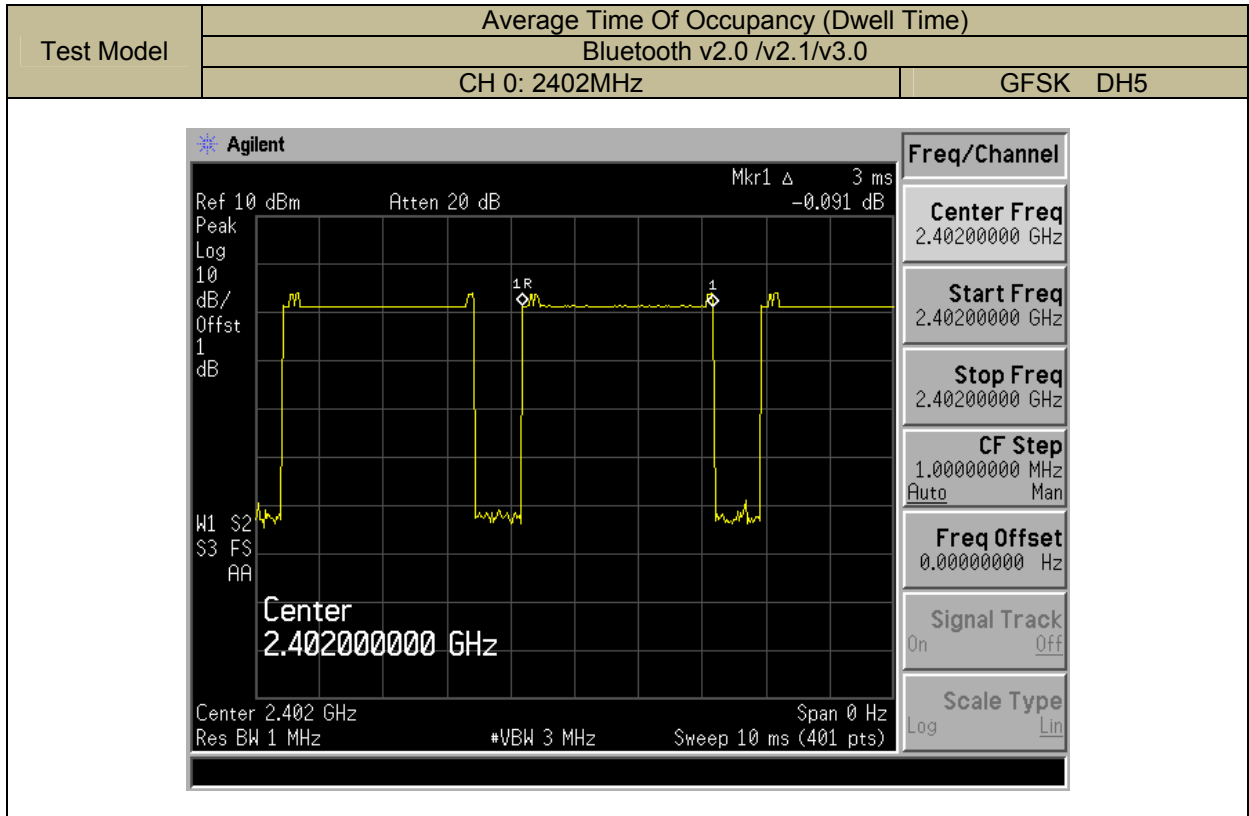 Test Model
Average Time Of Occupancy (Dwell Time)
Bluetooth v2.0 /v2.1/v3.0
CH 0: 2402MHz GFSK DH5
Agilent
Mkr1 Δ 3 ms
Ref 10 dBm Atten 20 dB -0.091 dB
Peak
Log
10
dB/
Offst
1
dB
1R 1
W1 S2
S3 FS
AA
Center
2.402000000 GHz
Center 2.402 GHz Span 0 Hz
Res BW 1 MHz #VBW 3 MHz Sweep 10 ms (401 pts)
Freq/Channel
Center Freq
2.40200000 GHz
Start Freq
2.40200000 GHz
Stop Freq
2.40200000 GHz
CF Step
1.00000000 MHz
Auto Man
Freq Offset
0.00000000 Hz
Signal Track
On Off
Scale Type
Log Lin